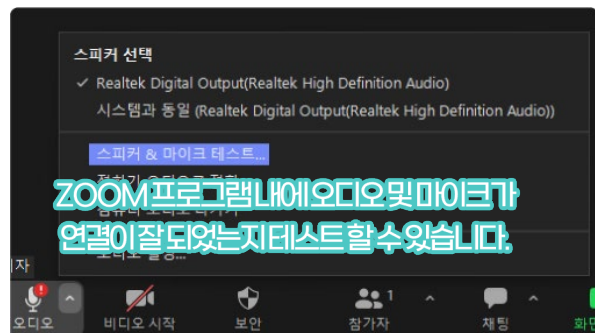 스피커 선택
✓ Realtek Digital Output(Realtek High Definition Audio)
시스템과 동일 (Realtek Digital Output(Realtek High Definition Audio))
스피커 & 마이크 테스트...
ZOOM 프로그램 내에 오디오 및 마이크가
연결이 잘 되었는지 테스트 할 수 있습니다.
자
오디오
비디오 시작
보안
1
참가자
채팅
화면